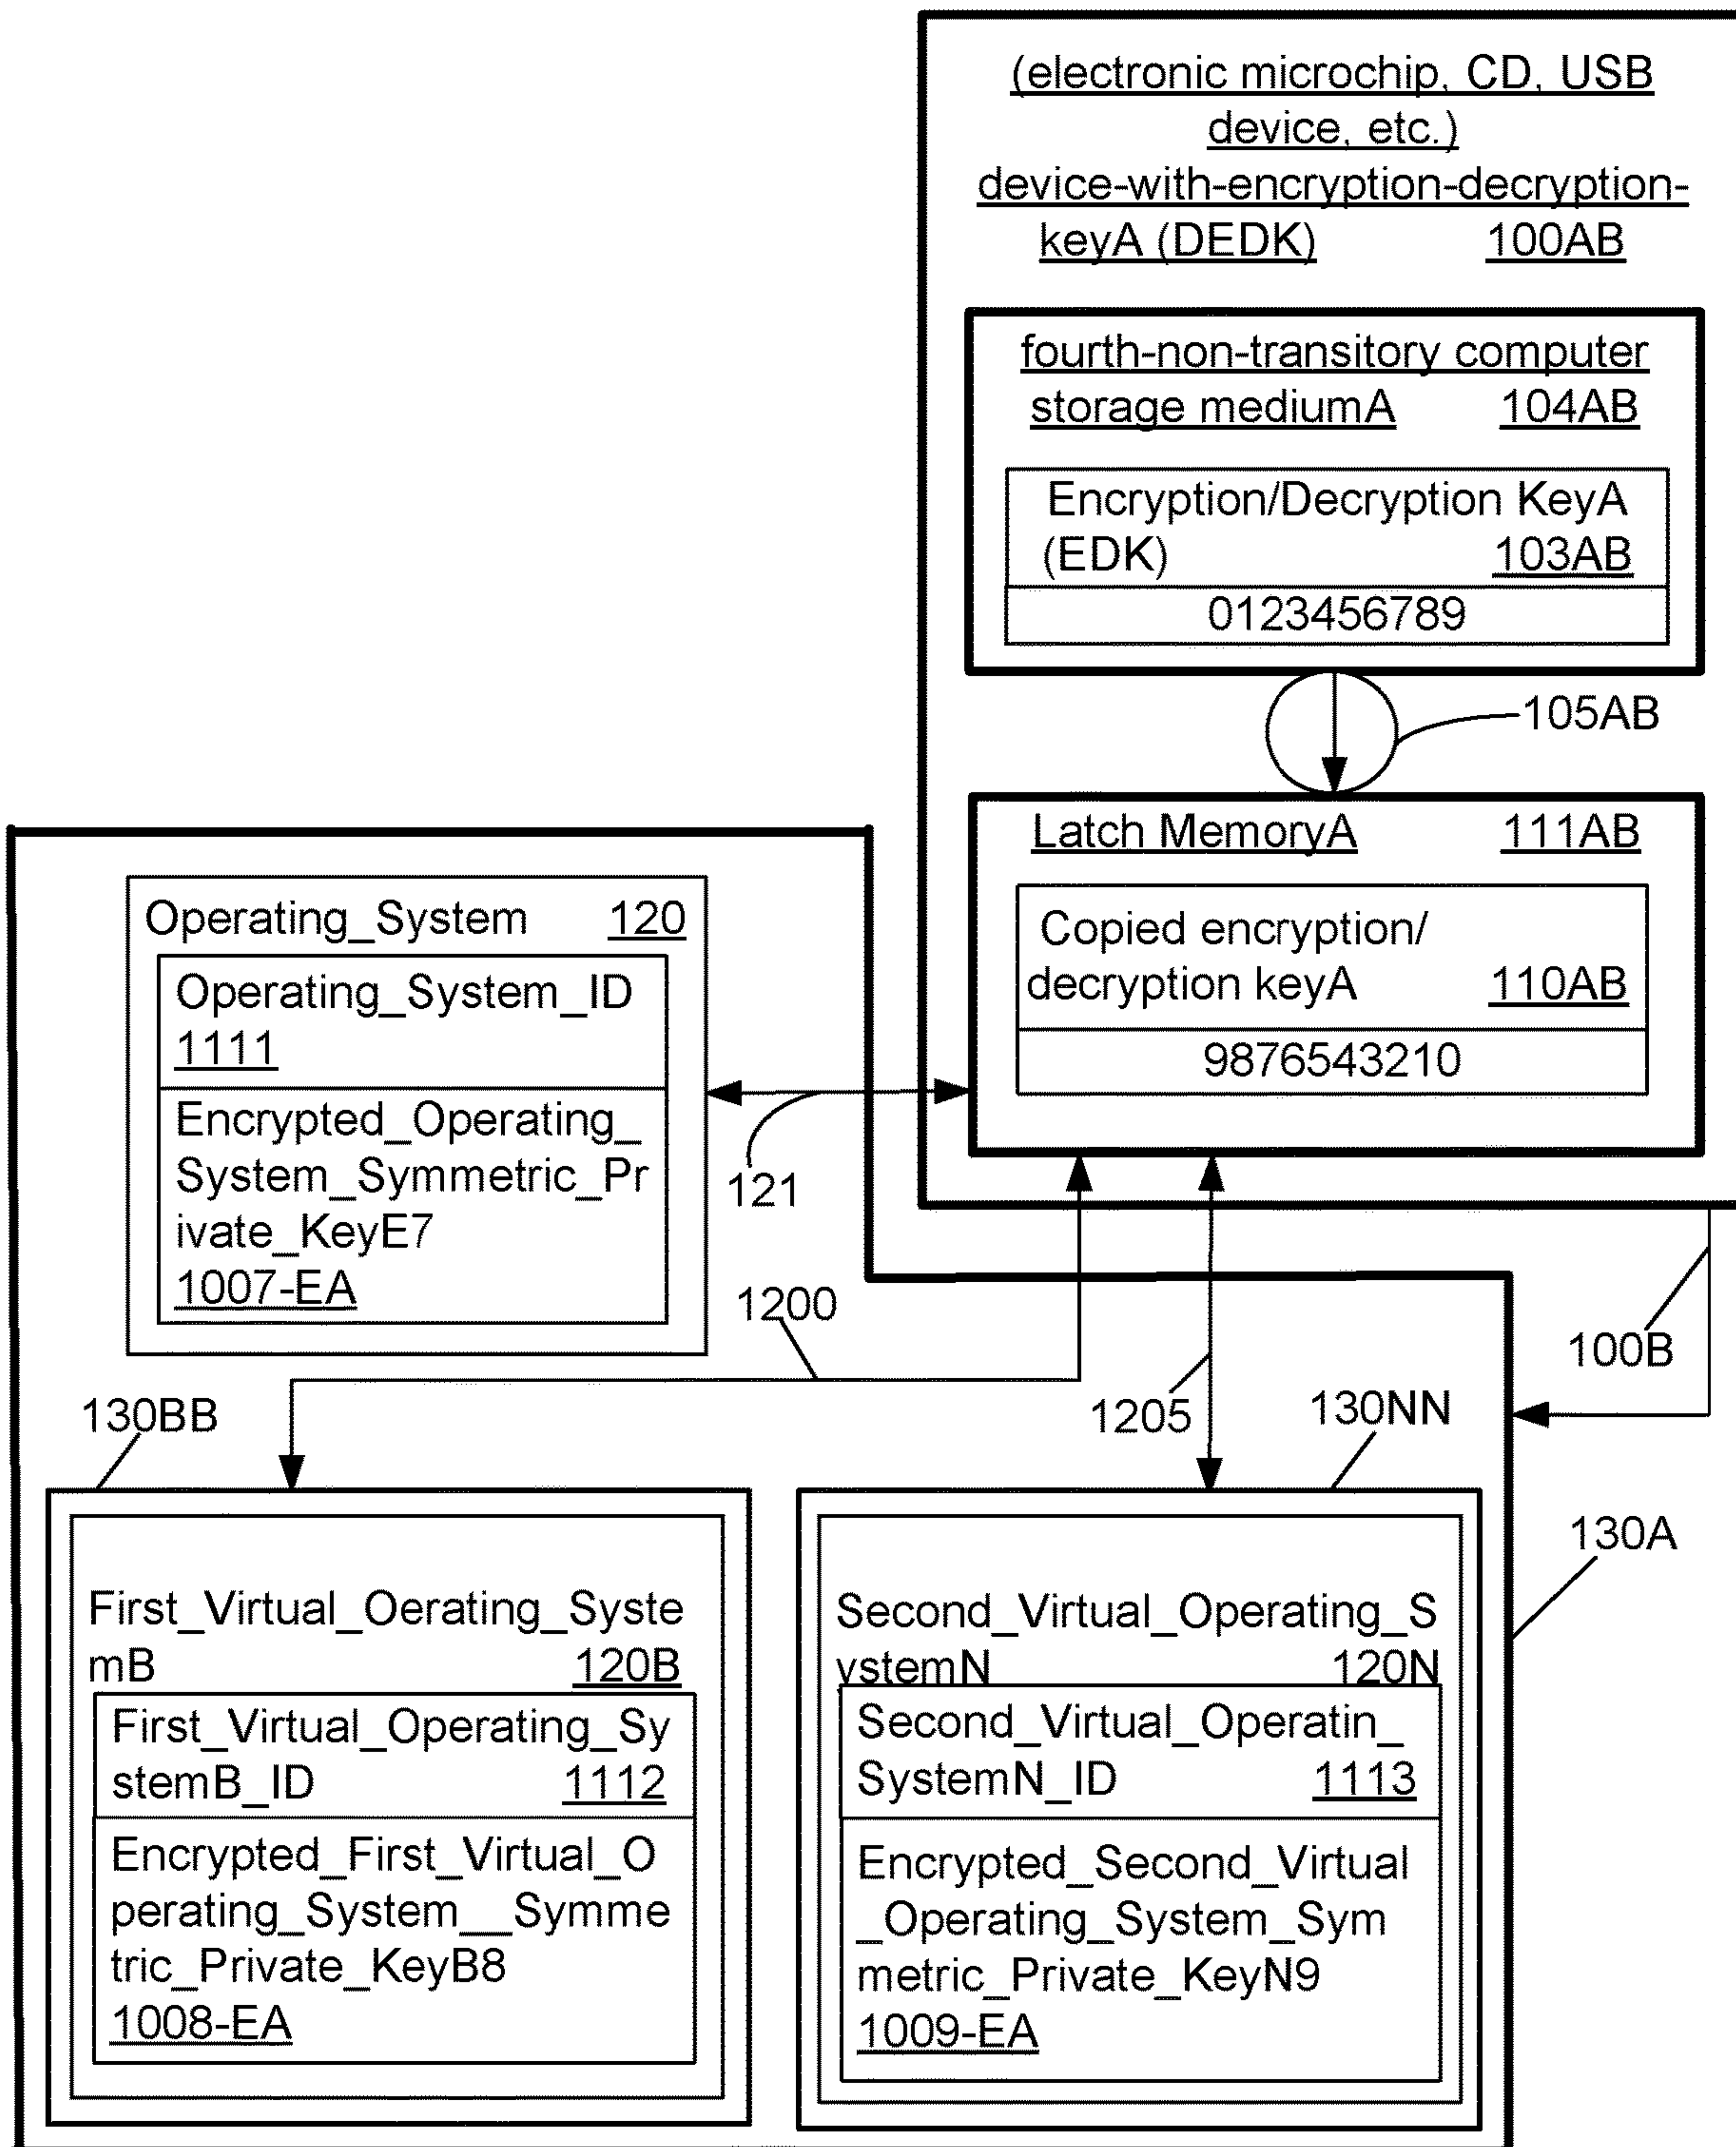 (electronic microchip, CD, USB
device, etc.)
device-with-encryption-decryption-
keyA (DEDK) 100AB
fourth-non-transitory computer
storage mediumA 104AB
Encryption/Decryption KeyA
(EDK) 103AB
0123456789
105AB
Latch MemoryA 111AB
Copied encryption/
decryption keyA 110AB
9876543210
Operating_System 120
Operating_System_ID
1111
Encrypted_Operating_
System_Symmetric_Pr
ivate_KeyE7
1007-EA
121
1200
1205
100B
130BB
130NN
130A
First_Virtual_Oerating_Syste
mB 120B
First_Virtual_Operating_Sy
stemB_ID 1112
Encrypted_First_Virtual_O
perating_System__Symme
tric_Private_KeyB8
1008-EA
Second_Virtual_Operating_S
ystemN 120N
Second_Virtual_Operatin_
SystemN_ID 1113
Encrypted_Second_Virtual
_Operating_System_Sym
metric_Private_KeyN9
1009-EA